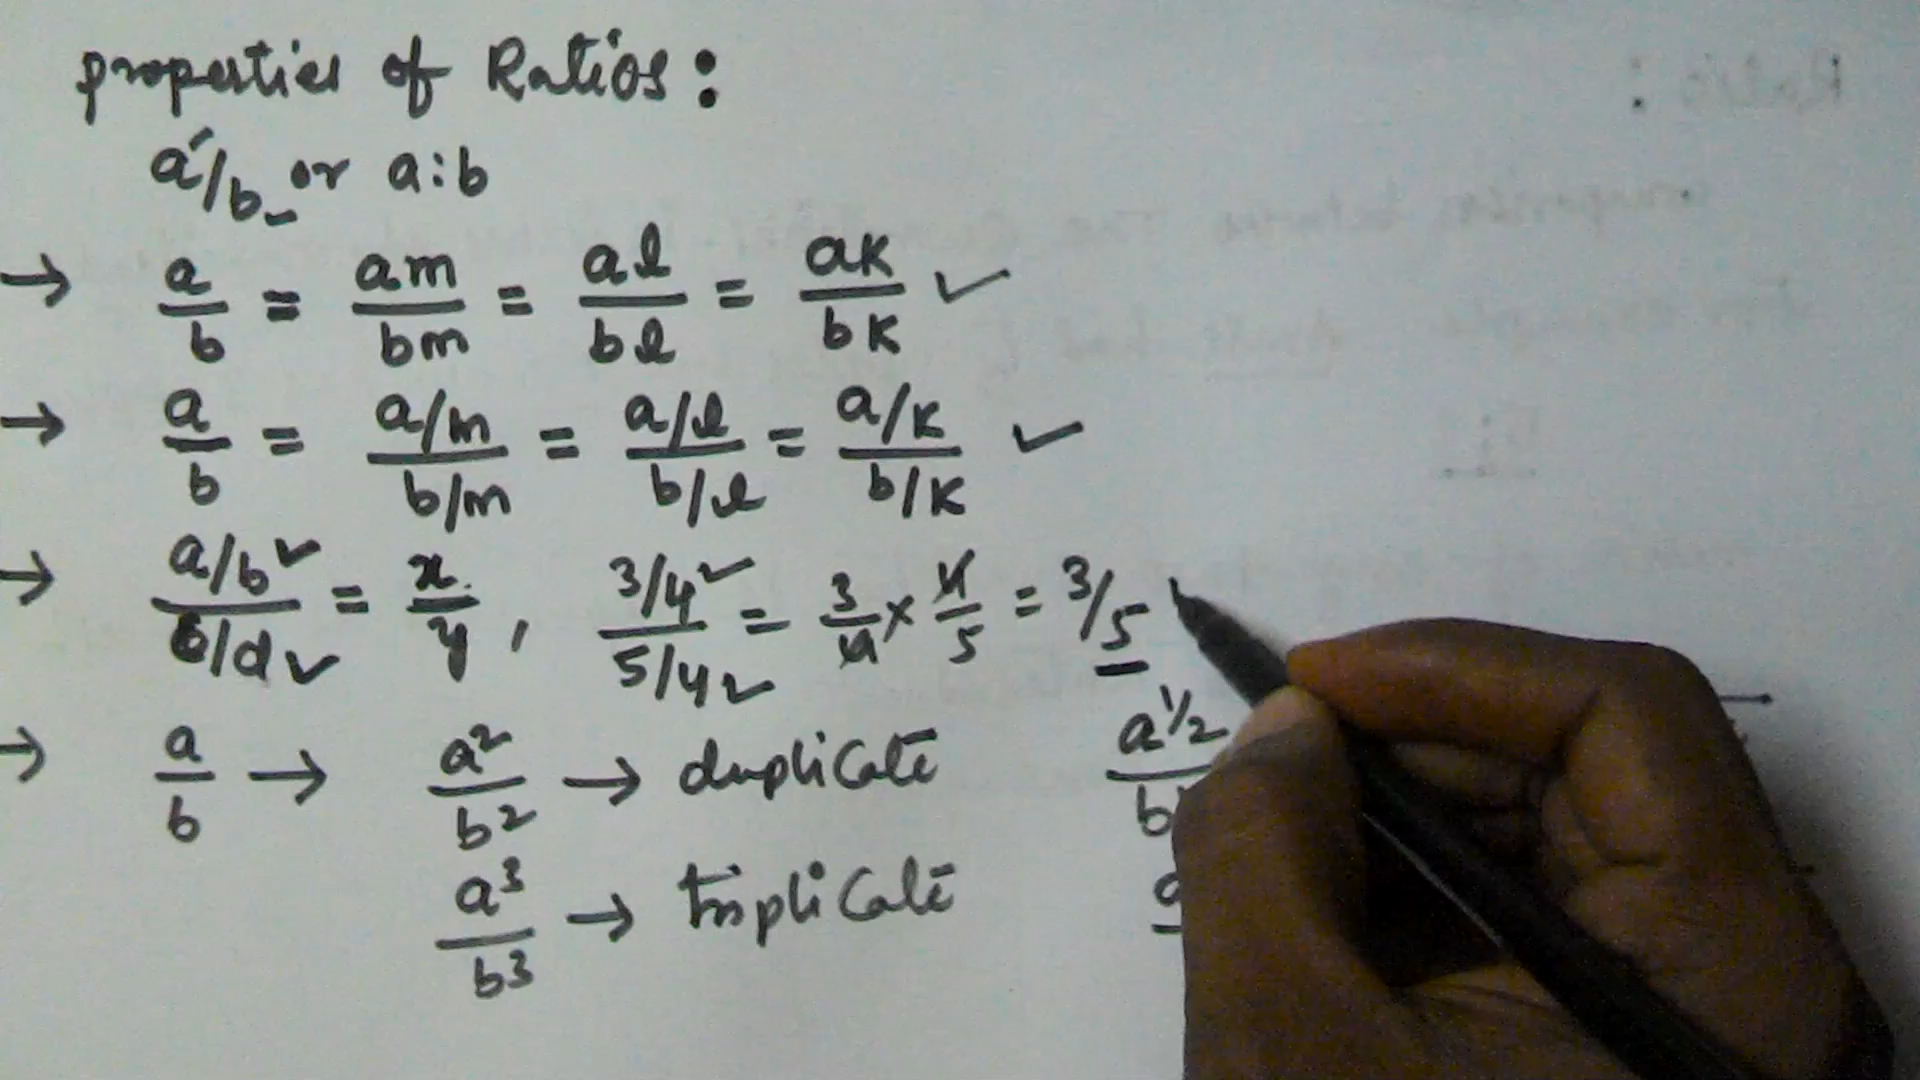 properties of Ratios:
a/b or a:b
→ a/b = am/bm = al/bl = ak/bk ✓
→ a/b = a/m / b/m = a/l / b/l = a/k / b/k ✓
→ a/b ✓ / c/d ✓ = x/y, 3/4 ✓ / 5/4 ✓ = 3/4 × 4/5 = 3/5
→ a/b → a²/b² → duplicate a^1/2 / b
a³/b³ → triplicate